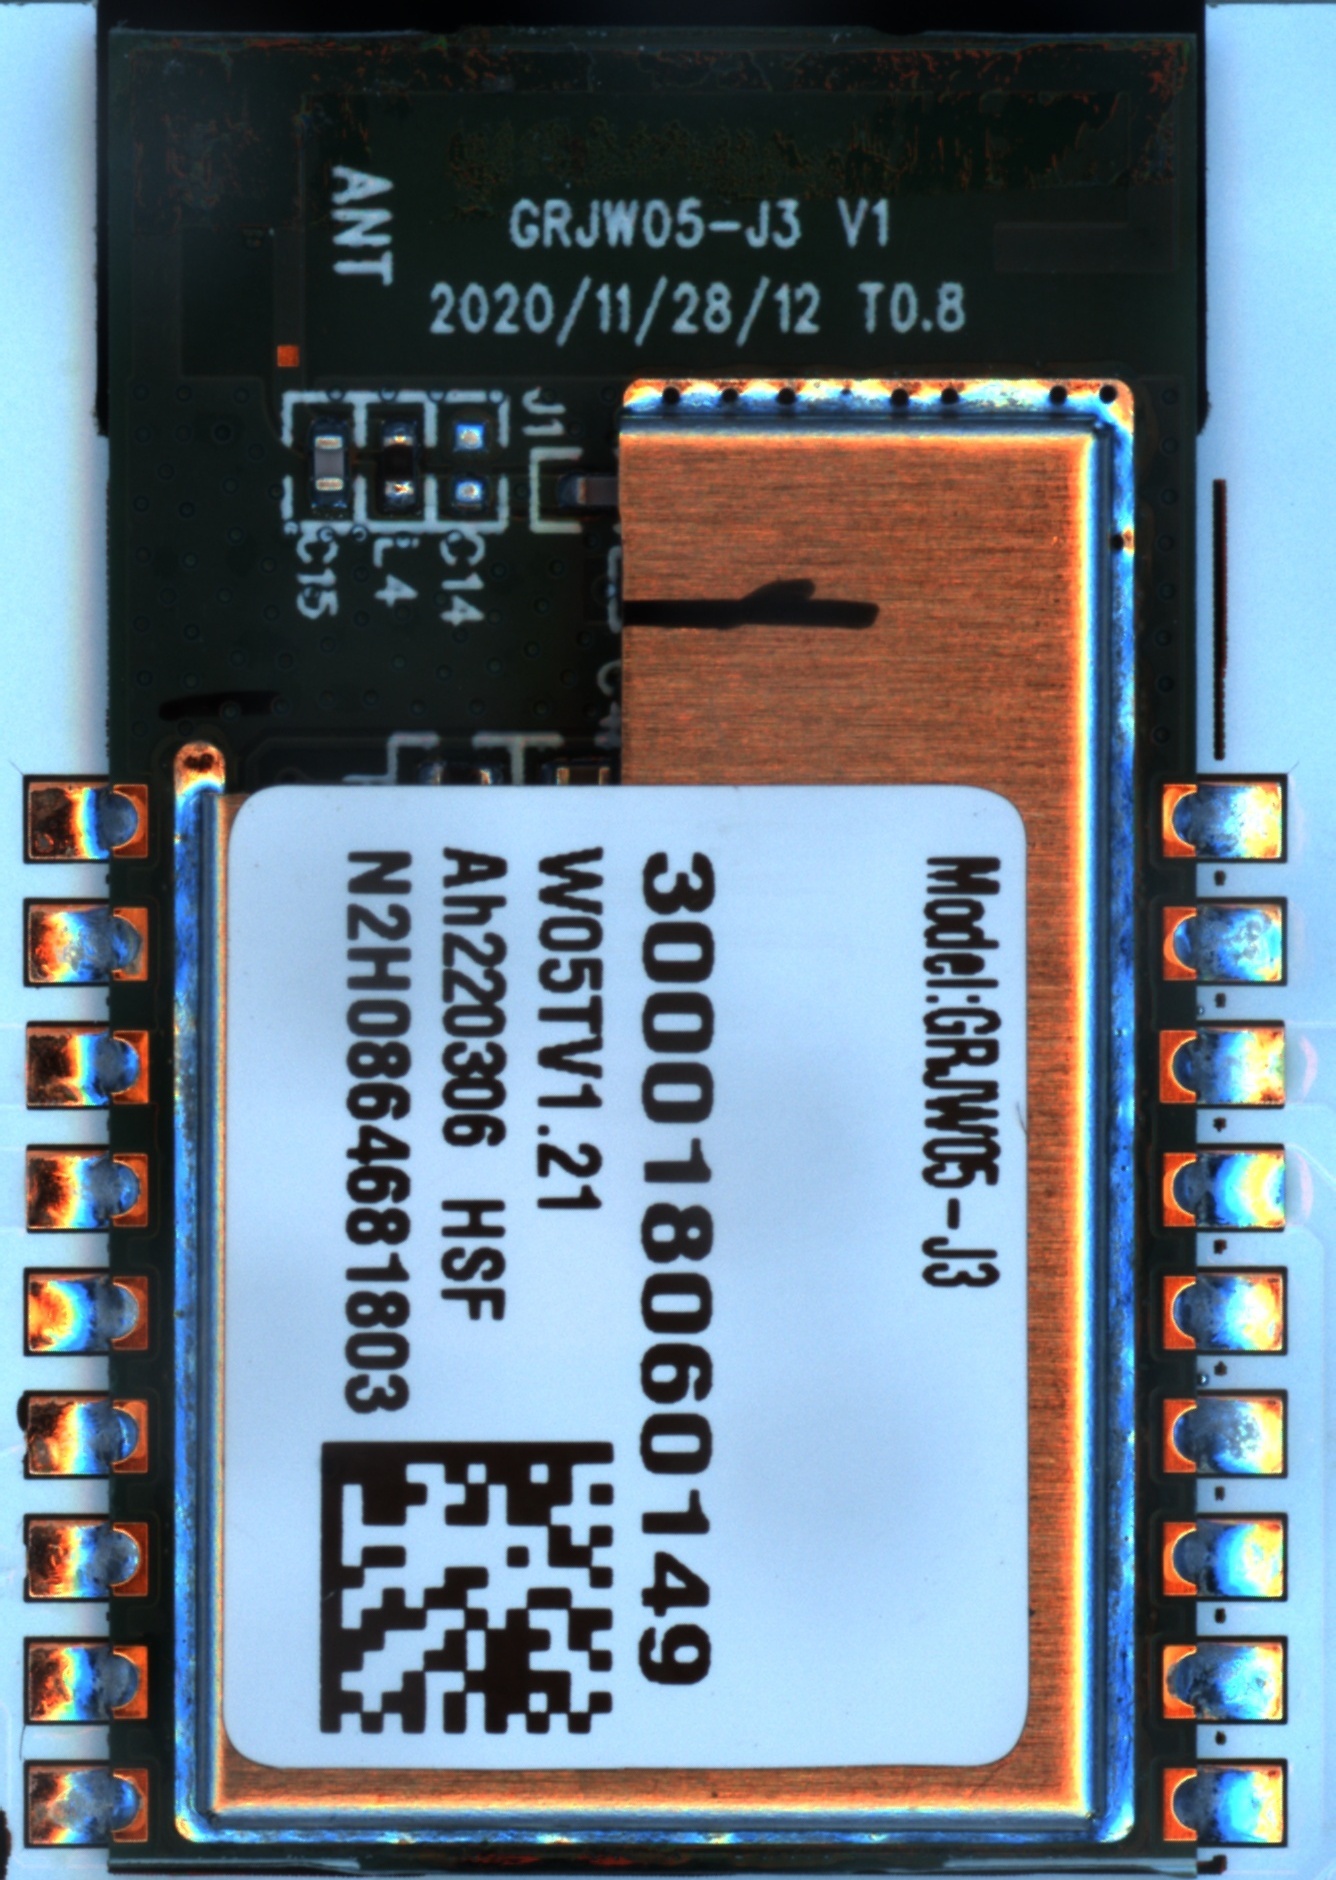 ANT
GRJW05-J3 V1
2020/11/28/12 T0.8
J1
C15
L4
C14
Model:GRJW05-J3
300018060149
W05TV1.21
Ah220306 HSF
N2H0864681803